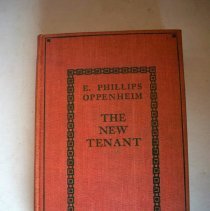 E. PHILLIPS
OPPENHEIM
THE
NEW
TENANT